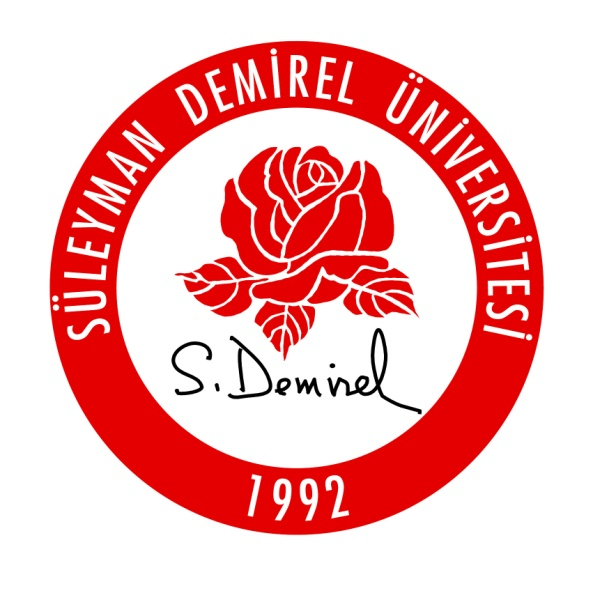 SÜLEYMAN DEMİREL ÜNİVERSİTESİ
S. Demirel
1992